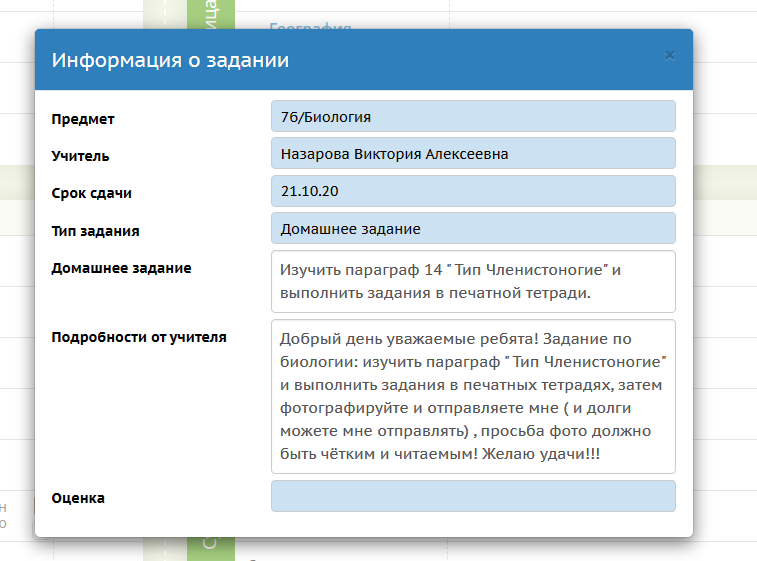 География
Информация о задании
×
Предмет
7б/Биология
Учитель
Назарова Виктория Алексеевна
Срок сдачи
21.10.20
Тип задания
Домашнее задание
Домашнее задание
Изучить параграф 14 " Тип Членистоногие" и
выполнить задания в печатной тетради.
Подробности от учителя
Добрый день уважаемые ребята! Задание по
биологии: изучить параграф " Тип Членистоногие"
и выполнить задания в печатных тетрадях, затем
фотографируйте и отправляете мне ( и долги
можете мне отправлять) , просьба фото должно
быть чётким и читаемым! Желаю удачи!!!
Оценка